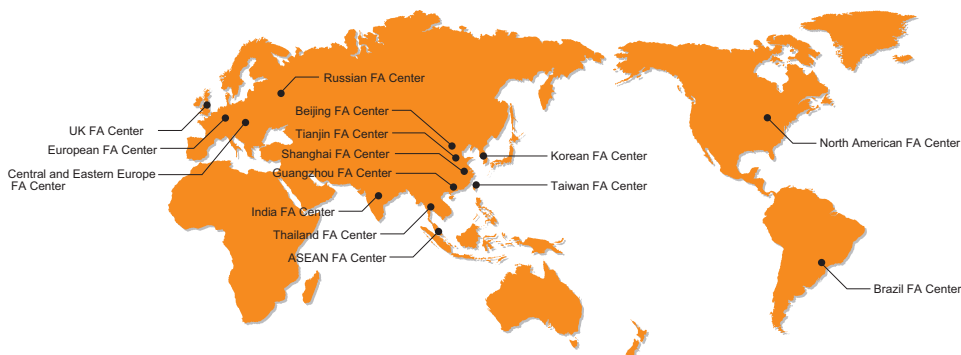 Russian FA Center
Beijing FA Center
UK FA Center
Tianjin FA Center
North American FA Center
European FA Center
Shanghai FA Center
Korean FA Center
Central and Eastern Europe
FA Center
Guangzhou FA Center
Taiwan FA Center
India FA Center
Thailand FA Center
ASEAN FA Center
Brazil FA Center